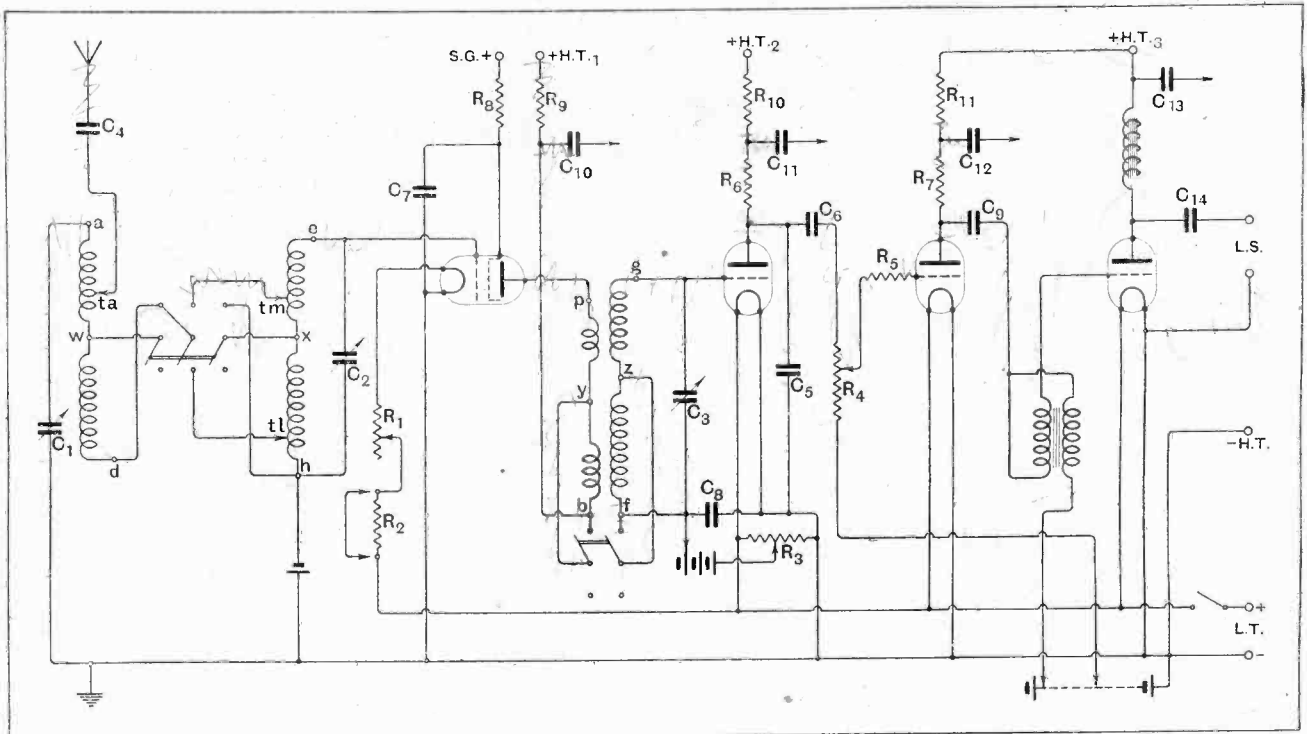 S.G.+
+H.T.1
+H.T.2
+H.T.3
C4
R8
R9
C10
R10
C11
R11
C12
C13
C7
R6
R7
C14
L.S.
a
e
ta
tm
w
x
C1
C2
tl
d
h
R1
R2
p
g
y
z
b
f
C3
C8
R3
C6
C5
R5
R4
C9
-H.T.
+
L.T.
-